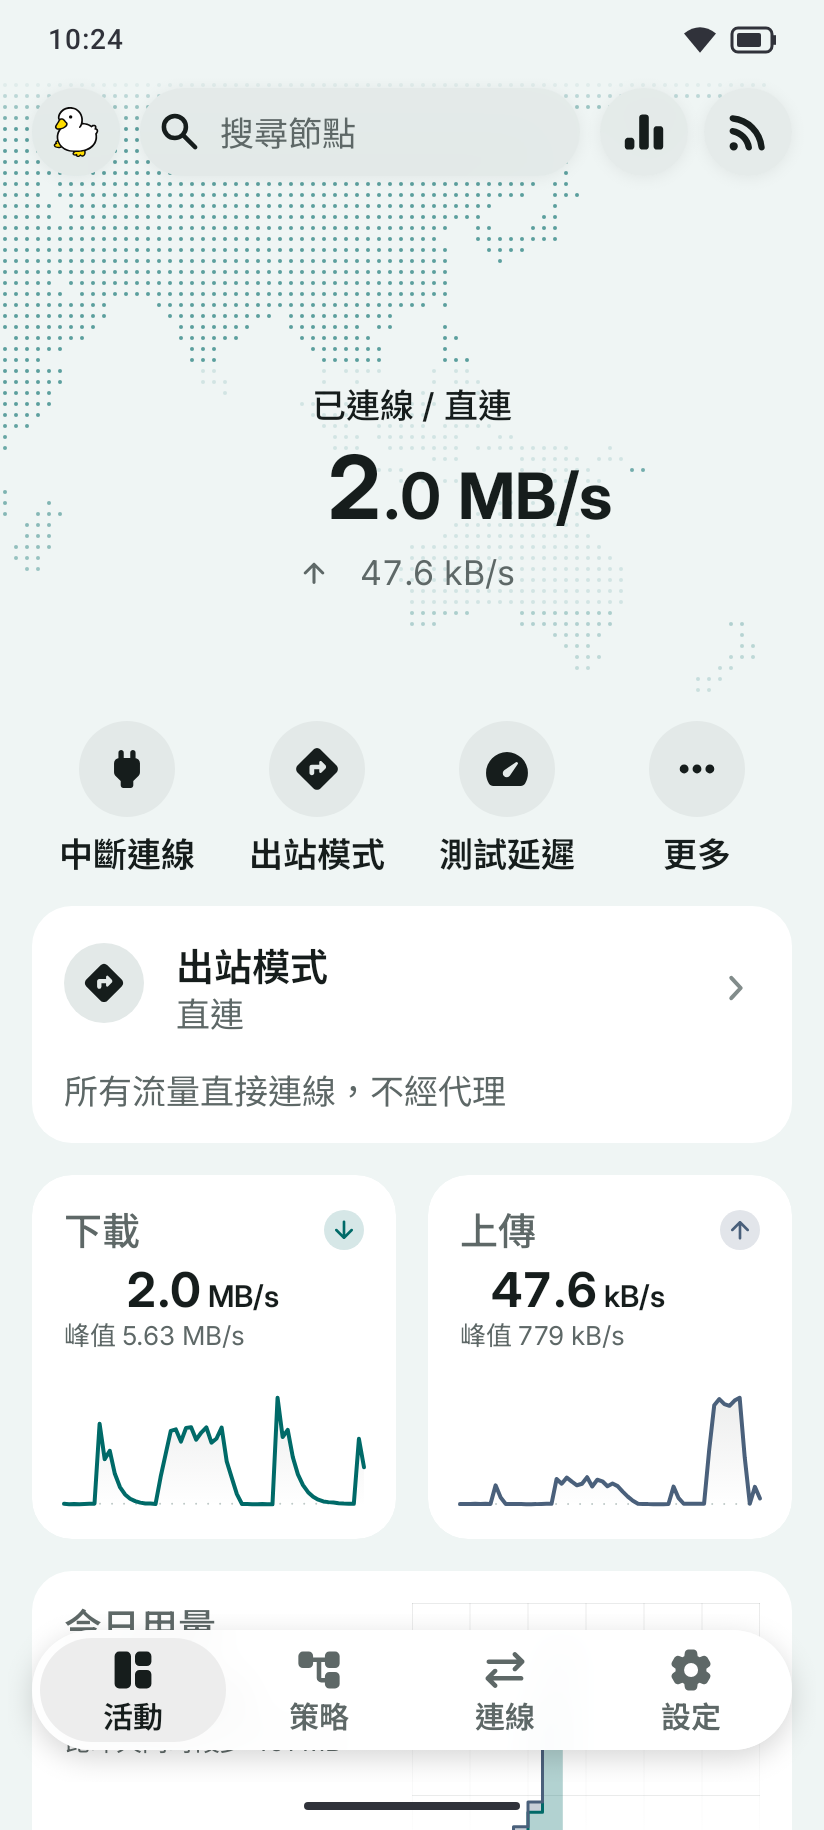 10:24
搜尋節點
已連線 / 直連
2.0 MB/s
47.6 kB/s
中斷連線
出站模式
測試延遲
更多
出站模式
直連
所有流量直接連線，不經代理
下載
2.0 MB/s
峰值 5.63 MB/s
上傳
47.6 kB/s
峰值 779 kB/s
今日用量
活動
策略
連線
設定